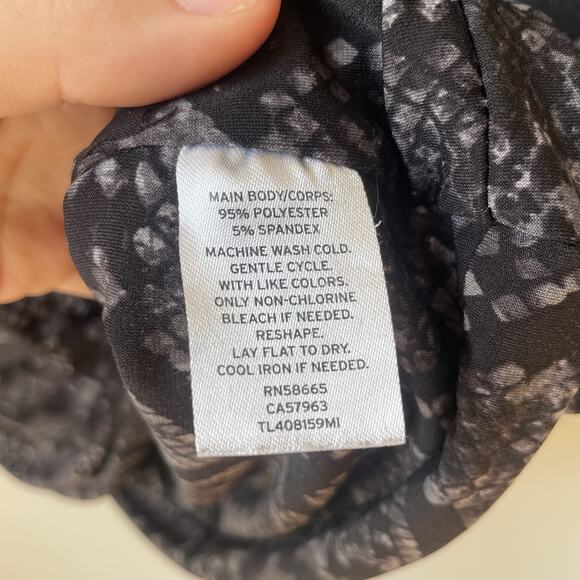 MAIN BODY/CORPS:
95% POLYESTER
5% SPANDEX
MACHINE WASH COLD.
GENTLE CYCLE.
WITH LIKE COLORS.
ONLY NON-CHLORINE
BLEACH IF NEEDED.
RESHAPE.
LAY FLAT TO DRY.
COOL IRON IF NEEDED.
RN58665
CA57963
TL408159MI